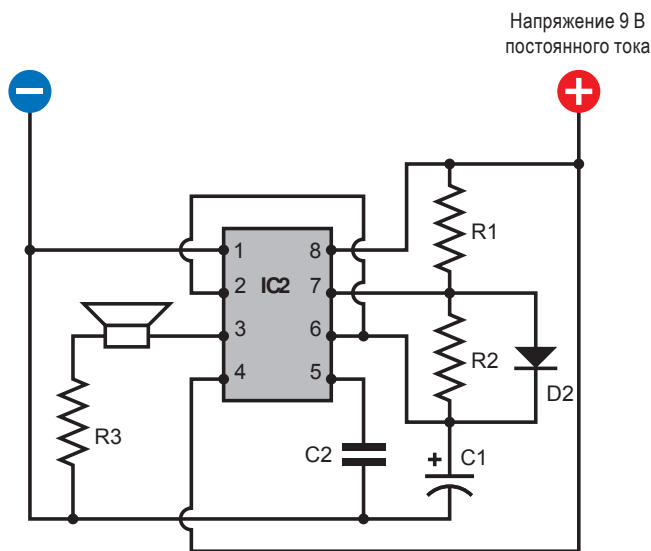 Напряжение 9 В
постоянного тока
1
8
R1
2
IC2
7
3
6
R2
4
5
D2
R3
C2
+
C1